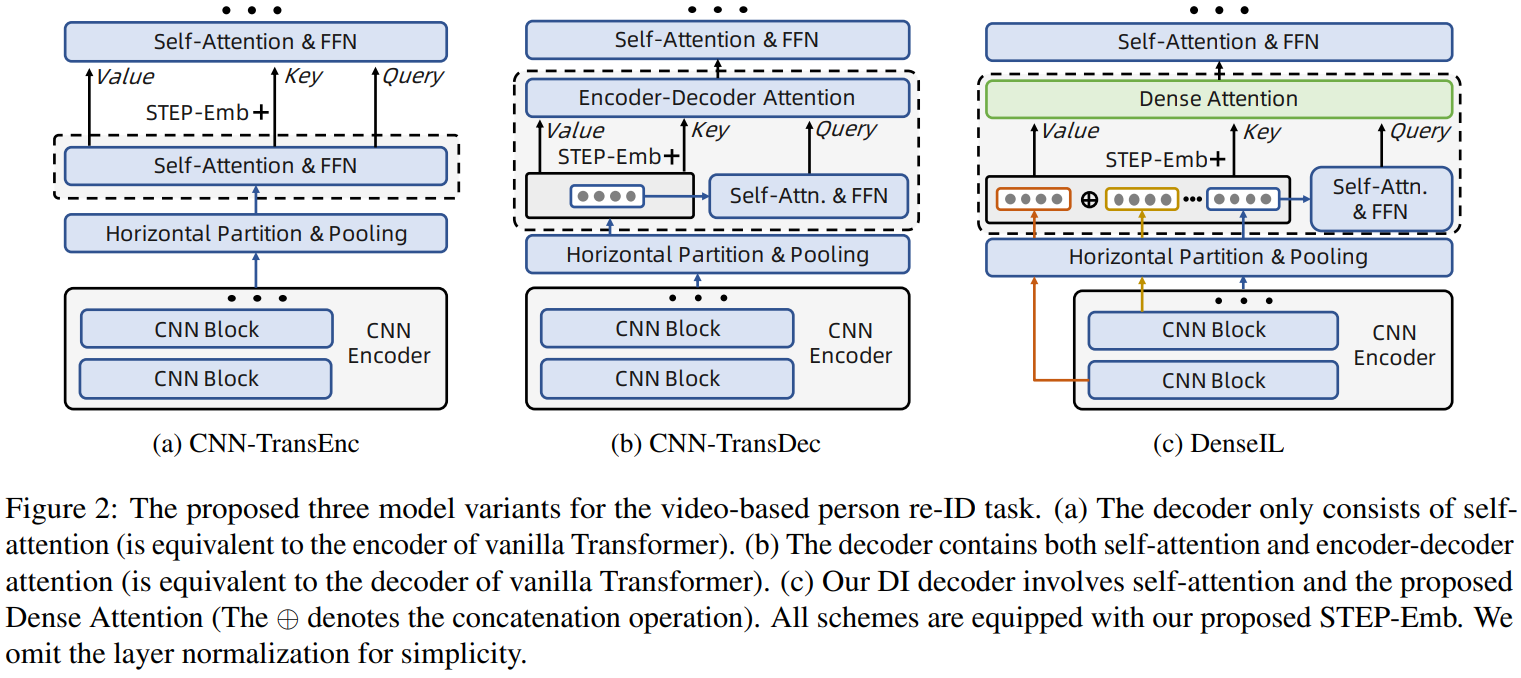 Self-Attention & FFN
Value
Key
Query
STEP-Emb+
Self-Attention & FFN
Horizontal Partition & Pooling
CNN Block
CNN Block
CNN
Encoder
(a) CNN-TransEnc
Self-Attention & FFN
Encoder-Decoder Attention
Value
Key
Query
STEP-Emb+
Self-Attn. & FFN
Horizontal Partition & Pooling
CNN Block
CNN Block
CNN
Encoder
(b) CNN-TransDec
Self-Attention & FFN
Dense Attention
Value
Key
Query
STEP-Emb+
⊕
Self-Attn.
& FFN
Horizontal Partition & Pooling
CNN Block
CNN Block
CNN
Encoder
(c) DenseIL
Figure 2: The proposed three model variants for the video-based person re-ID task. (a) The decoder only consists of self-
attention (is equivalent to the encoder of vanilla Transformer). (b) The decoder contains both self-attention and encoder-decoder
attention (is equivalent to the decoder of vanilla Transformer). (c) Our DI decoder involves self-attention and the proposed
Dense Attention (The ⊕ denotes the concatenation operation). All schemes are equipped with our proposed STEP-Emb. We
omit the layer normalization for simplicity.